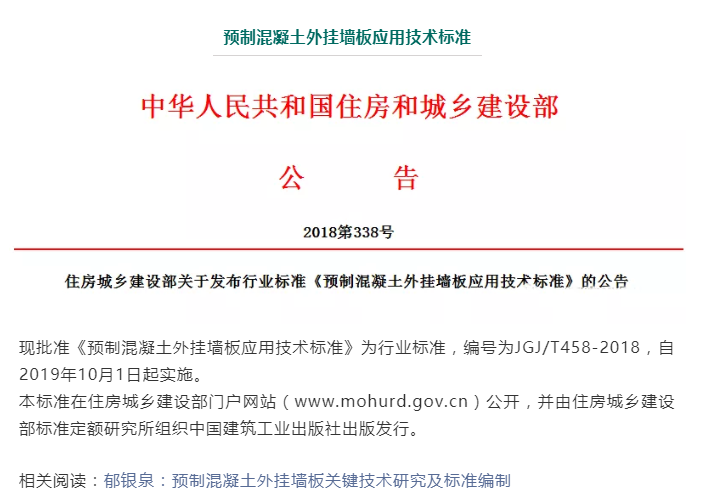 预制混凝土外挂墙板应用技术标准
中华人民共和国住房和城乡建设部
公 告
2018第338号
住房城乡建设部关于发布行业标准《预制混凝土外挂墙板应用技术标准》的公告
现批准《预制混凝土外挂墙板应用技术标准》为行业标准，编号为JGJ/T458-2018，自
2019年10月1日起实施。
本标准在住房城乡建设部门户网站（www.mohurd.gov.cn）公开，并由住房城乡建设
部标准定额研究所组织中国建筑工业出版社出版发行。
相关阅读：郁银泉：预制混凝土外挂墙板关键技术研究及标准编制